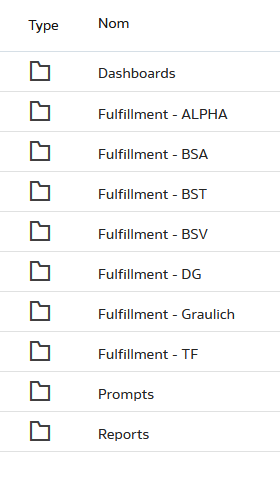 Type Nom
Dashboards
Fulfillment - ALPHA
Fulfillment - BSA
Fulfillment - BST
Fulfillment - BSV
Fulfillment - DG
Fulfillment - Graulich
Fulfillment - TF
Prompts
Reports